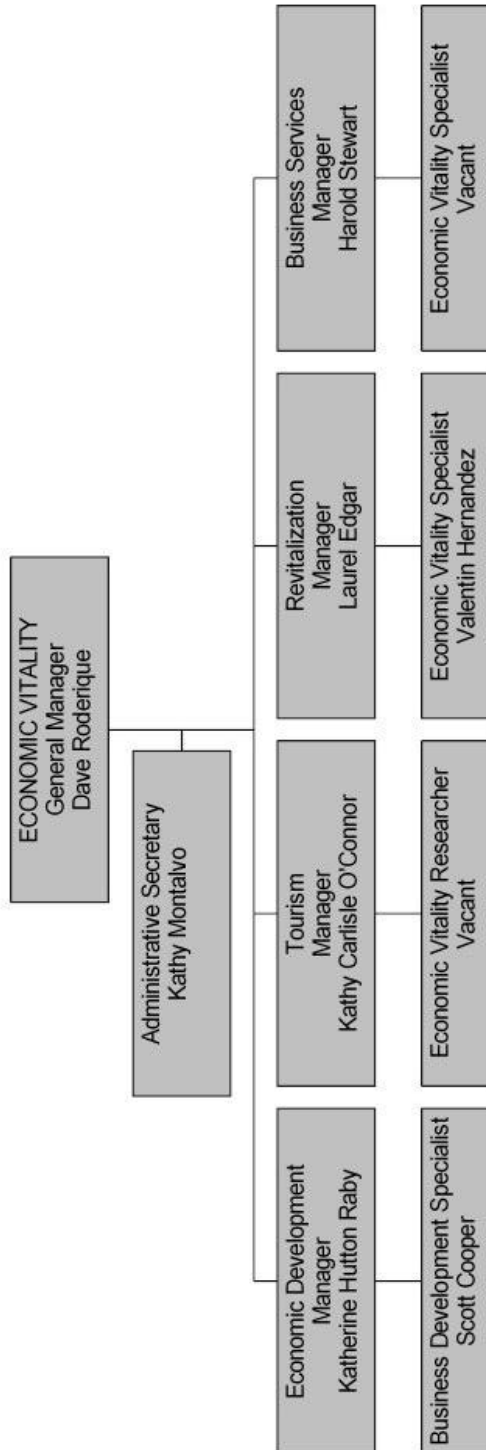 ECONOMIC VITALITY
General Manager
Dave Roderique
Administrative Secretary
Kathy Montalvo
Economic Development
Manager
Katherine Hutton Raby
Tourism
Manager
Kathy Carlisle O'Connor
Revitalization
Manager
Laurel Edgar
Business Services
Manager
Harold Stewart
Business Development Specialist
Scott Cooper
Economic Vitality Researcher
Vacant
Economic Vitality Specialist
Valentin Hernandez
Economic Vitality Specialist
Vacant